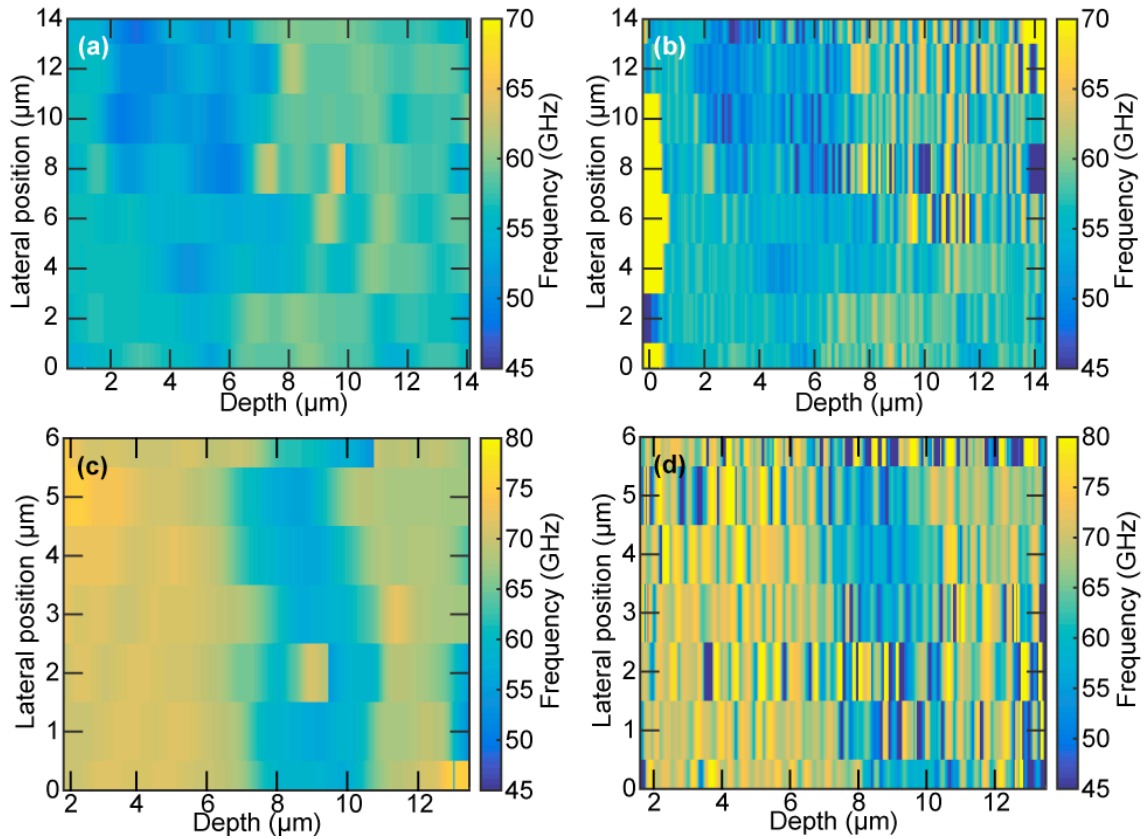 (a)
14
12
10
8
6
4
2
0
Lateral position (µm)
2 4 6 8 10 12 14
Depth (µm)
70
65
60
55
50
45
Frequency (GHz)
(b)
14
12
10
8
6
4
2
0
Lateral position (µm)
0 2 4 6 8 10 12 14
Depth (µm)
70
65
60
55
50
45
Frequency (GHz)
(c)
6
5
4
3
2
1
0
Lateral position (µm)
2 4 6 8 10 12
Depth (µm)
80
75
70
65
60
55
50
45
Frequency (GHz)
(d)
6
5
4
3
2
1
0
Lateral position (µm)
2 4 6 8 10 12
Depth (µm)
80
75
70
65
60
55
50
45
Frequency (GHz)